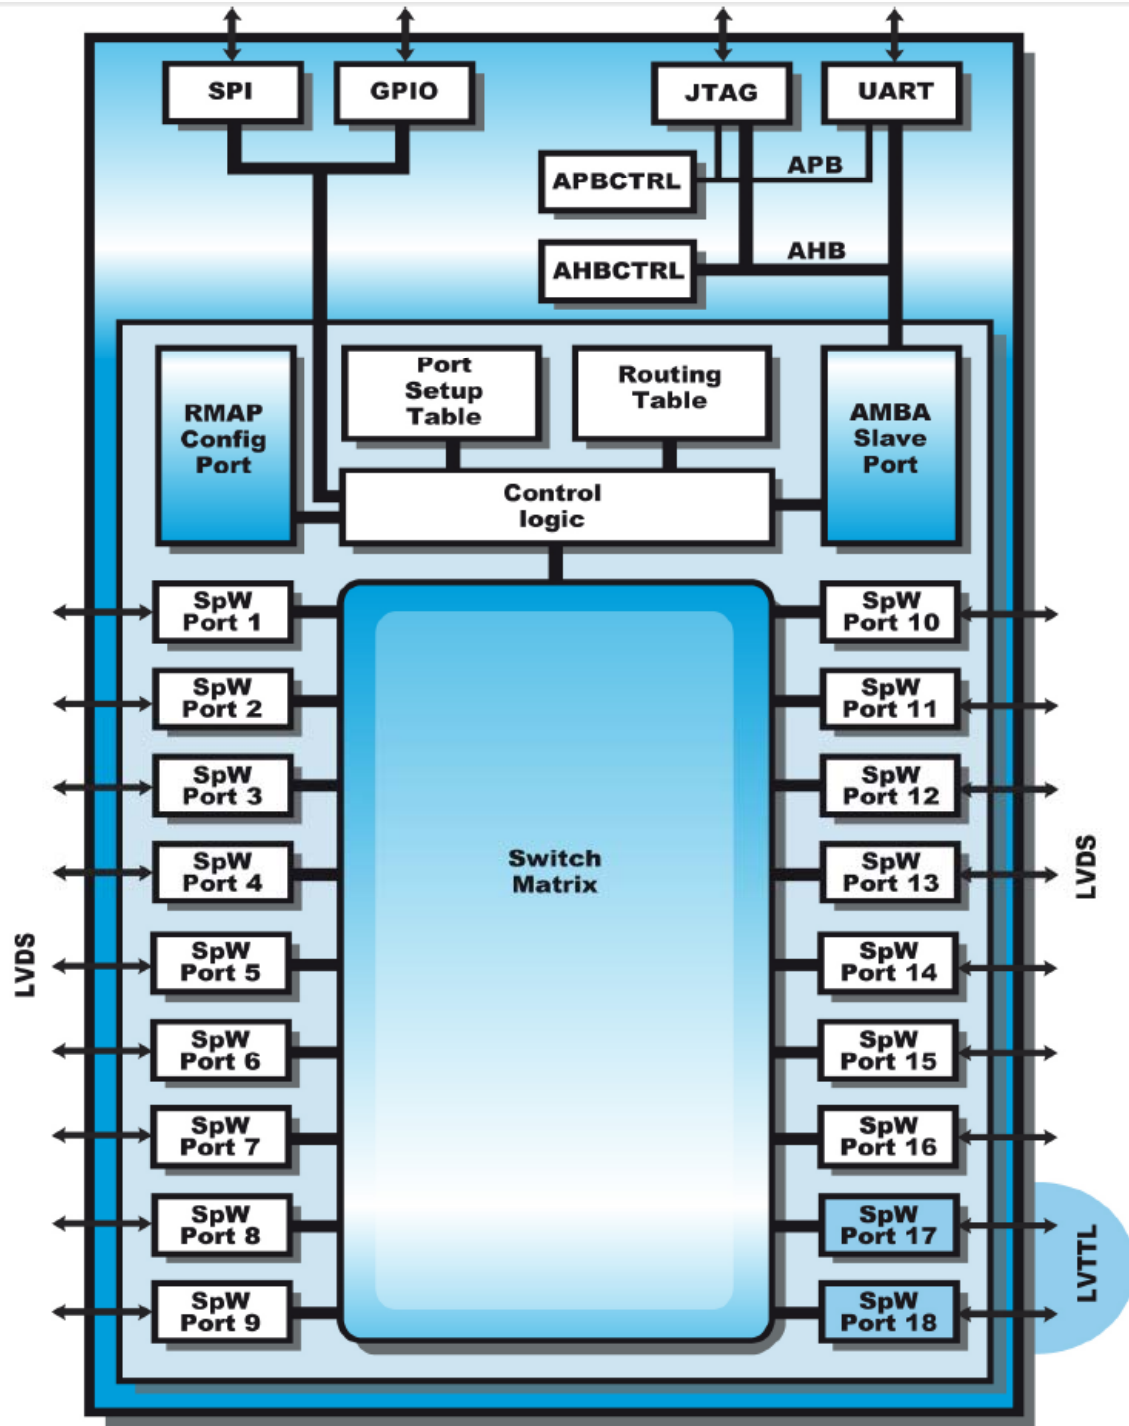 SPI
GPIO
JTAG
UART
APBCTRL
APB
AHBCTRL
AHB
RMAP
Config
Port
Port
Setup
Table
Routing
Table
AMBA
Slave
Port
Control
logic
SpW
Port 1
SpW
Port 2
SpW
Port 3
SpW
Port 4
SpW
Port 5
SpW
Port 6
SpW
Port 7
SpW
Port 8
SpW
Port 9
LVDS
Switch
Matrix
SpW
Port 10
SpW
Port 11
SpW
Port 12
SpW
Port 13
SpW
Port 14
SpW
Port 15
SpW
Port 16
SpW
Port 17
SpW
Port 18
LVDS
LVTTL